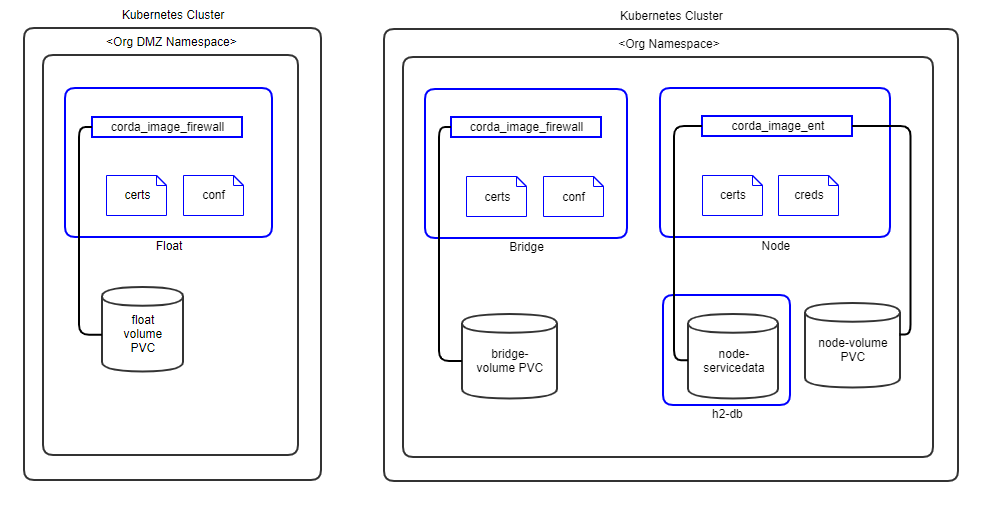 Kubernetes Cluster
<Org DMZ Namespace>
corda_image_firewall
certs
conf
Float
float
volume
PVC
Kubernetes Cluster
<Org Namespace>
corda_image_firewall
certs
conf
Bridge
bridge-
volume PVC
corda_image_ent
certs
creds
Node
node-
servicedata
h2-db
node-volume
PVC